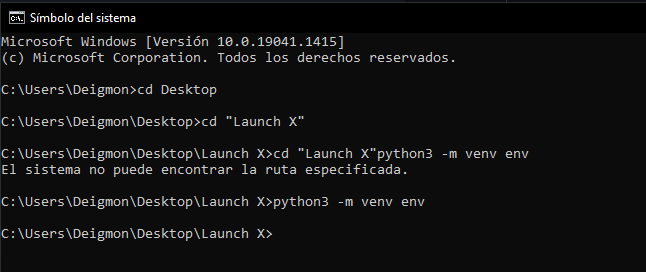 C:\. Símbolo del sistema
Microsoft Windows [Versión 10.0.19041.1415]
(c) Microsoft Corporation. Todos los derechos reservados.
C:\Users\Deigmon>cd Desktop
C:\Users\Deigmon\Desktop>cd "Launch X"
C:\Users\Deigmon\Desktop\Launch X>cd "Launch X"python3 -m venv env
El sistema no puede encontrar la ruta especificada.
C:\Users\Deigmon\Desktop\Launch X>python3 -m venv env
C:\Users\Deigmon\Desktop\Launch X>